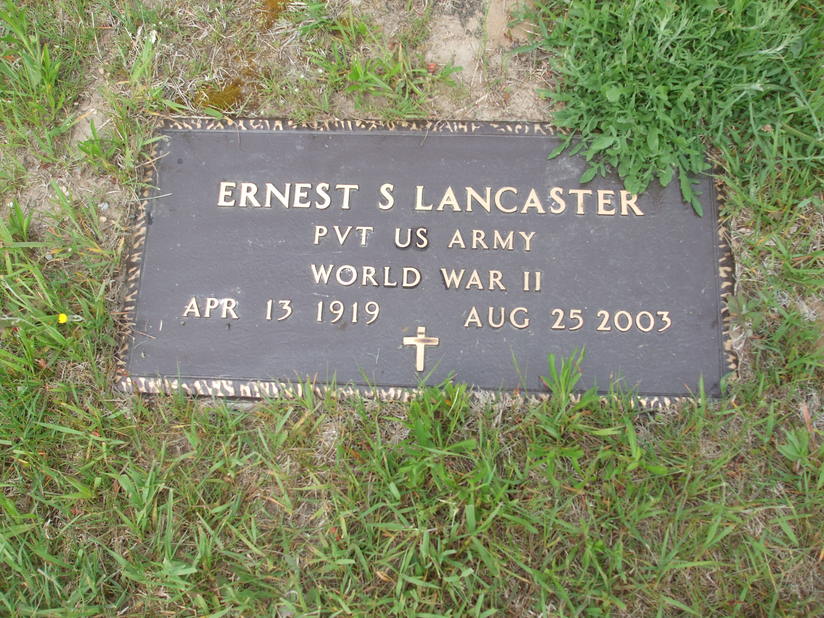 ERNEST S LANCASTER
PVT US ARMY
WORLD WAR II
APR 13 1919 AUG 25 2003